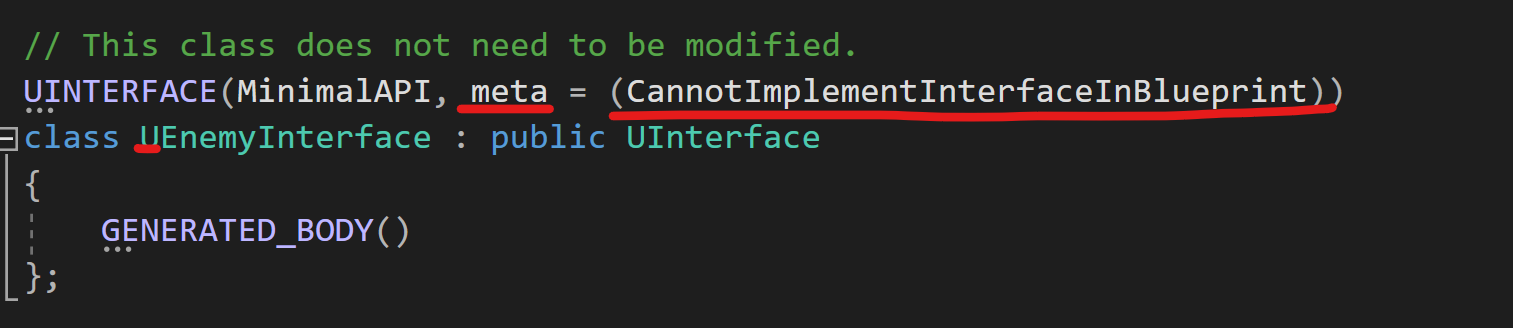 // This class does not need to be modified.
UINTERFACE(MinimalAPI, meta = (CannotImplementInterfaceInBlueprint))
class UEnemyInterface : public UInterface
{
GENERATED_BODY()
};